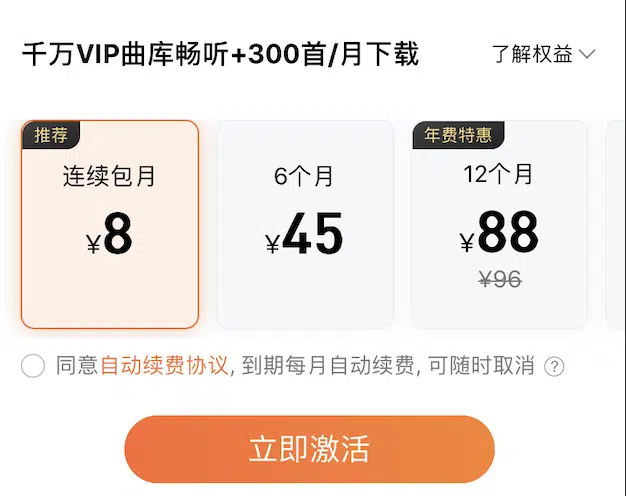 千万VIP曲库畅听+300首/月下载
了解权益
推荐
连续包月
¥8
6个月
¥45
年费特惠
12个月
¥88
¥96
同意自动续费协议, 到期每月自动续费, 可随时取消 ?
立即激活